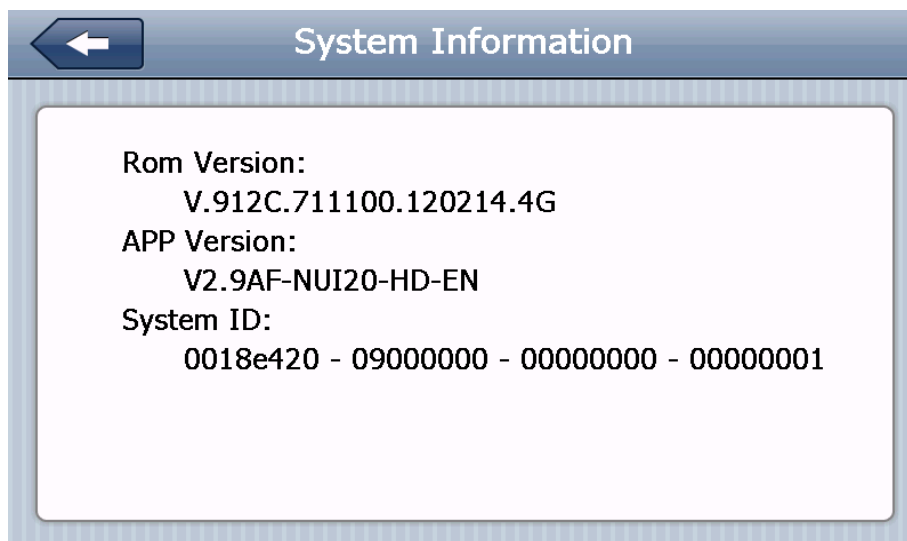 System Information
Rom Version:
V.912C.711100.120214.4G
APP Version:
V2.9AF-NUI20-HD-EN
System ID:
0018e420 - 09000000 - 00000000 - 00000001